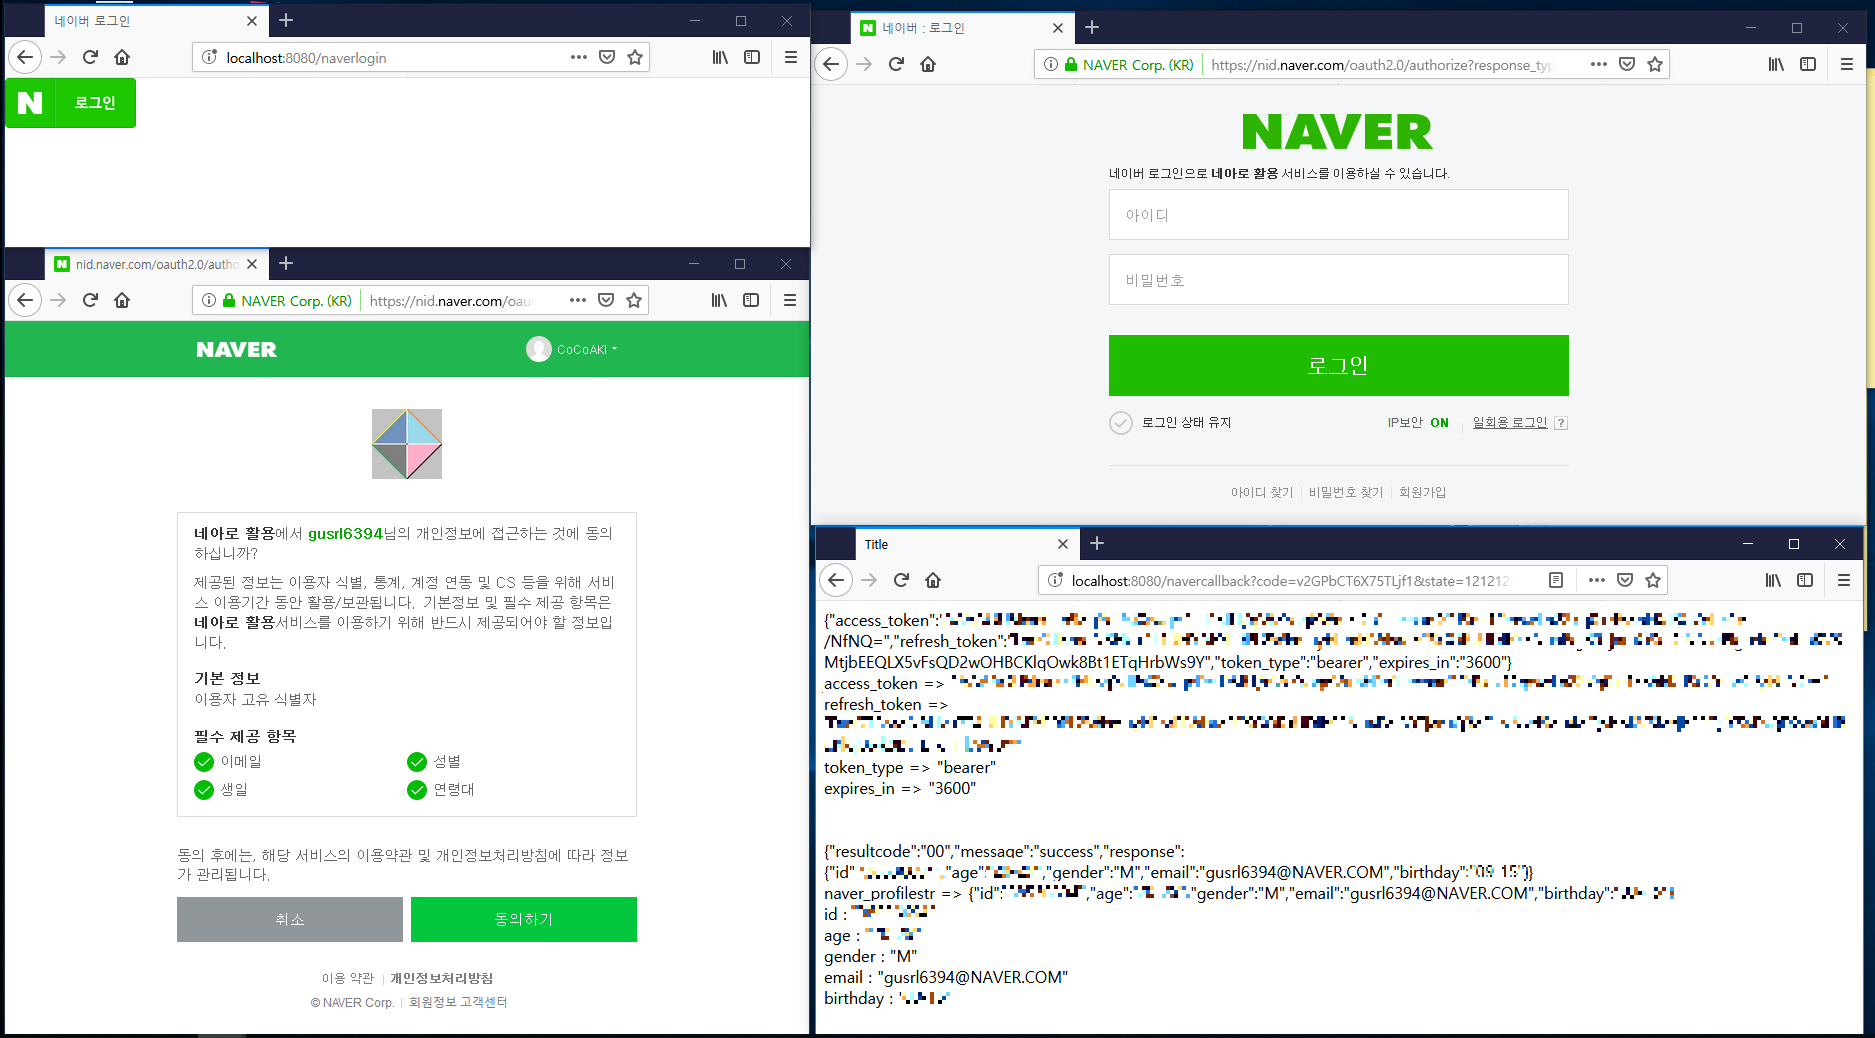 네이버 로그인
localhost:8080/naverlogin
N 로그인
네이버 : 로그인
NAVER Corp. (KR) https://nid.naver.com/oauth2.0/authorize?response_typ
NAVER
네이버 로그인으로 네아로 활용 서비스를 이용하실 수 있습니다.
아이디
비밀번호
로그인
로그인 상태 유지 IP보안 ON 일회용 로그인 ?
아이디 찾기 비밀번호 찾기 회원가입
nid.naver.com/oauth2.0/autho
NAVER Corp. (KR) https://nid.naver.com/oau
NAVER CoCoAKI
네아로 활용에서 gusrl6394님의 개인정보에 접근하는 것에 동의
하십니까?
제공된 정보는 이용자 식별, 통계, 계정 연동 및 CS 등을 위해 서비
스 이용기간 동안 활용/보관됩니다. 기본정보 및 필수 제공 항목은
네아로 활용서비스를 이용하기 위해 반드시 제공되어야 할 정보입
니다.
기본 정보
이용자 고유 식별자
필수 제공 항목
이메일 성별
생일 연령대
동의 후에는, 해당 서비스의 이용약관 및 개인정보처리방침에 따라 정보
가 관리됩니다.
취소 동의하기
이용 약관 개인정보처리방침
© NAVER Corp. 회원정보 고객센터
Title
localhost:8080/navercallback?code=v2GPbCT6X75TLjf1&state=121212
{"access_token":"
/NfNQ=","refresh_token":"
MtjbEEQLX5vFsQD2wOHBCKlqOwk8Bt1ETqHrbWs9Y","token_type":"bearer","expires_in":"3600"}
access_token => "
refresh_token =>
token_type => "bearer"
expires_in => "3600"
{"resultcode":"00","message":"success","response":
{"id" ,"age": ,"gender":"M","email":"gusrl6394@NAVER.COM","birthday": }}
naver_profilestr => {"id": ,"age": "gender":"M","email":"gusrl6394@NAVER.COM","birthday":
id :
age :
gender : "M"
email : "gusrl6394@NAVER.COM"
birthday :